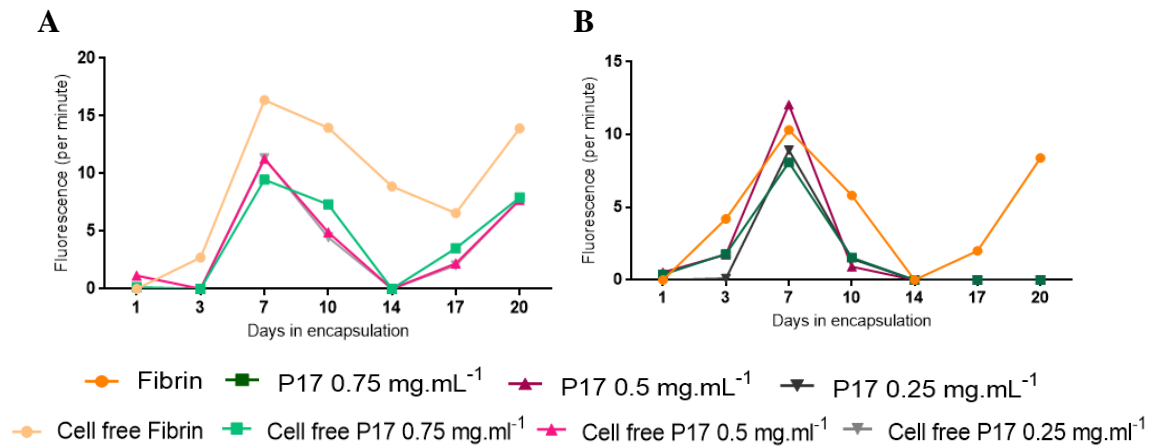 A B
20
15
10
5
0
Fluorescence (per minute)
1 3 7 10 14 17 20
Days in encapsulation
15
10
5
0
Fluorescence (per minute)
1 3 7 10 14 17 20
Days in encapsulation
Fibrin P17 0.75 mg.mL⁻¹ P17 0.5 mg.mL⁻¹ P17 0.25 mg.mL⁻¹
Cell free Fibrin Cell free P17 0.75 mg.ml⁻¹ Cell free P17 0.5 mg.ml⁻¹ Cell free P17 0.25 mg.ml⁻¹